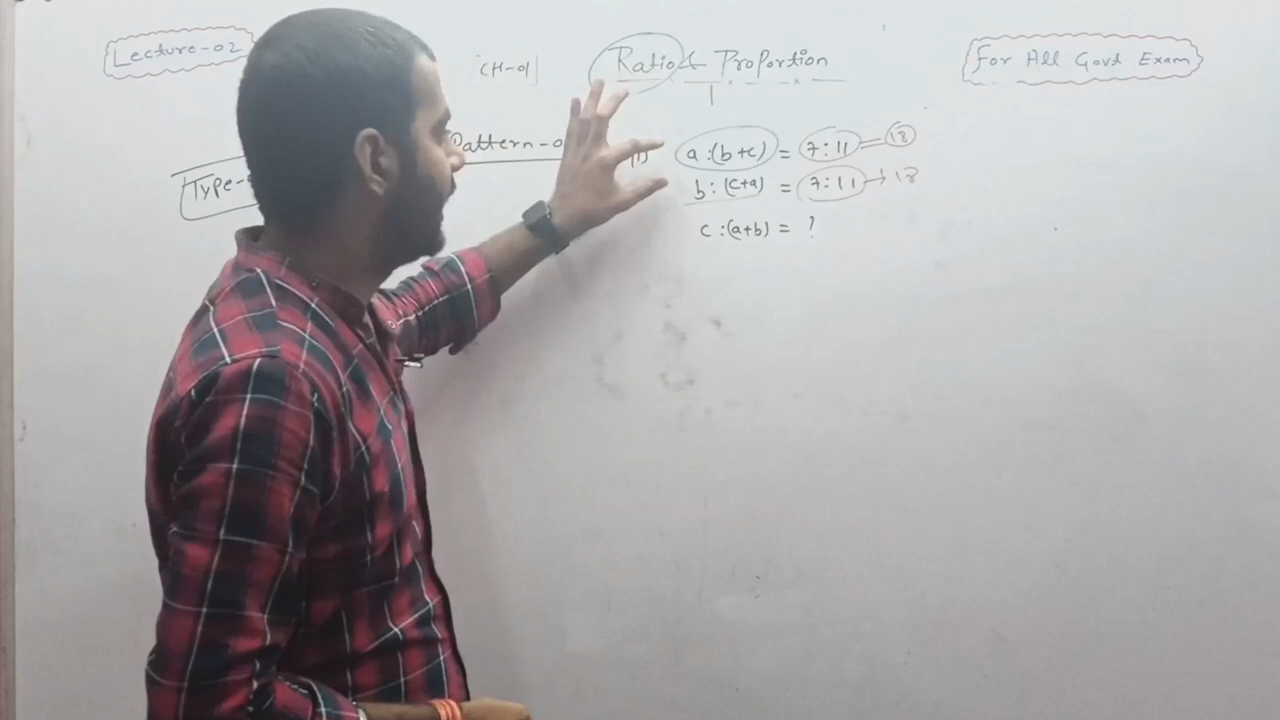 Lecture-02
CH-01
Ratio & Proportion
For All Govt Exam
Pattern-0
Type-
(1) a:(b+c) = 7:11 = 18
b:(c+a) = 7:11 → 18
c:(a+b) = ?